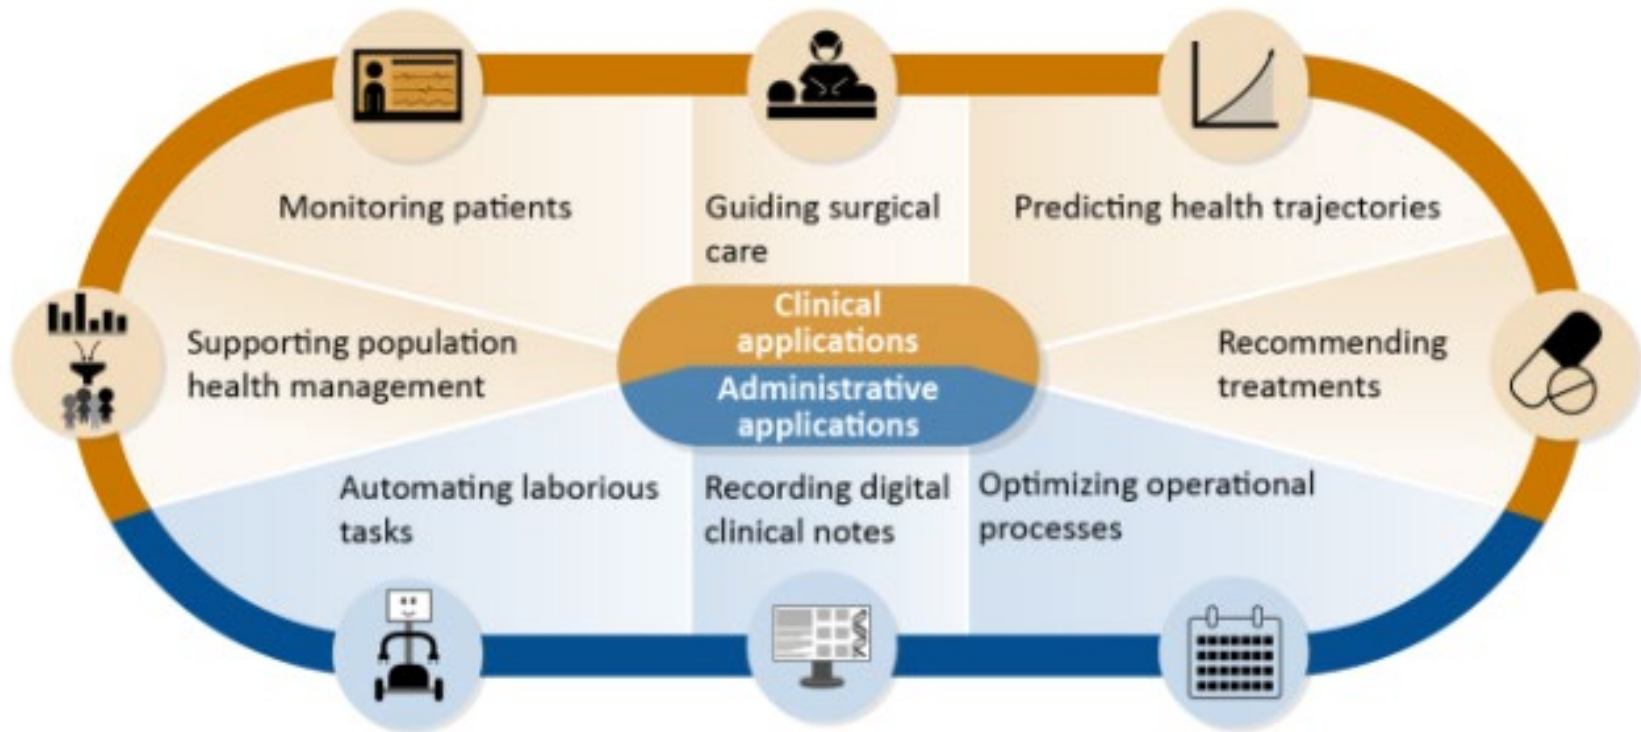 Monitoring patients
Guiding surgical
care
Predicting health trajectories
Supporting population
health management
Clinical
applications
Recommending
treatments
Administrative
applications
Automating laborious
tasks
Recording digital
clinical notes
Optimizing operational
processes